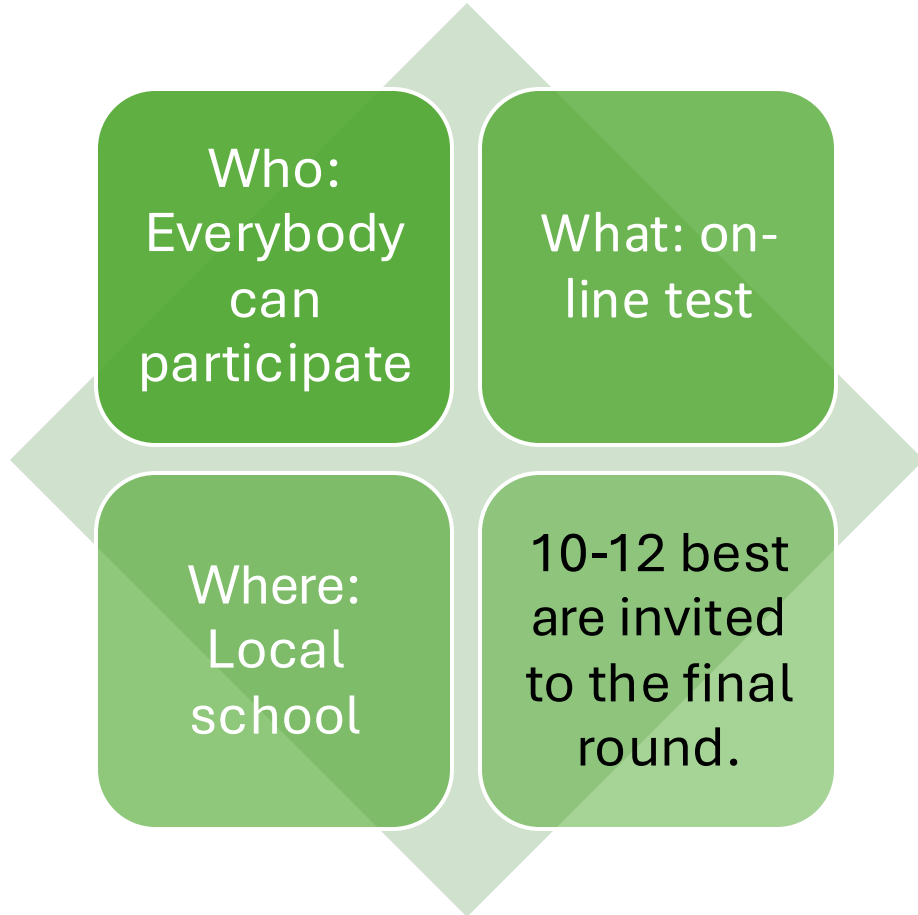 Who:
Everybody
can
participate
What: on-
line test
Where:
Local
school
10-12 best
are invited
to the final
round.